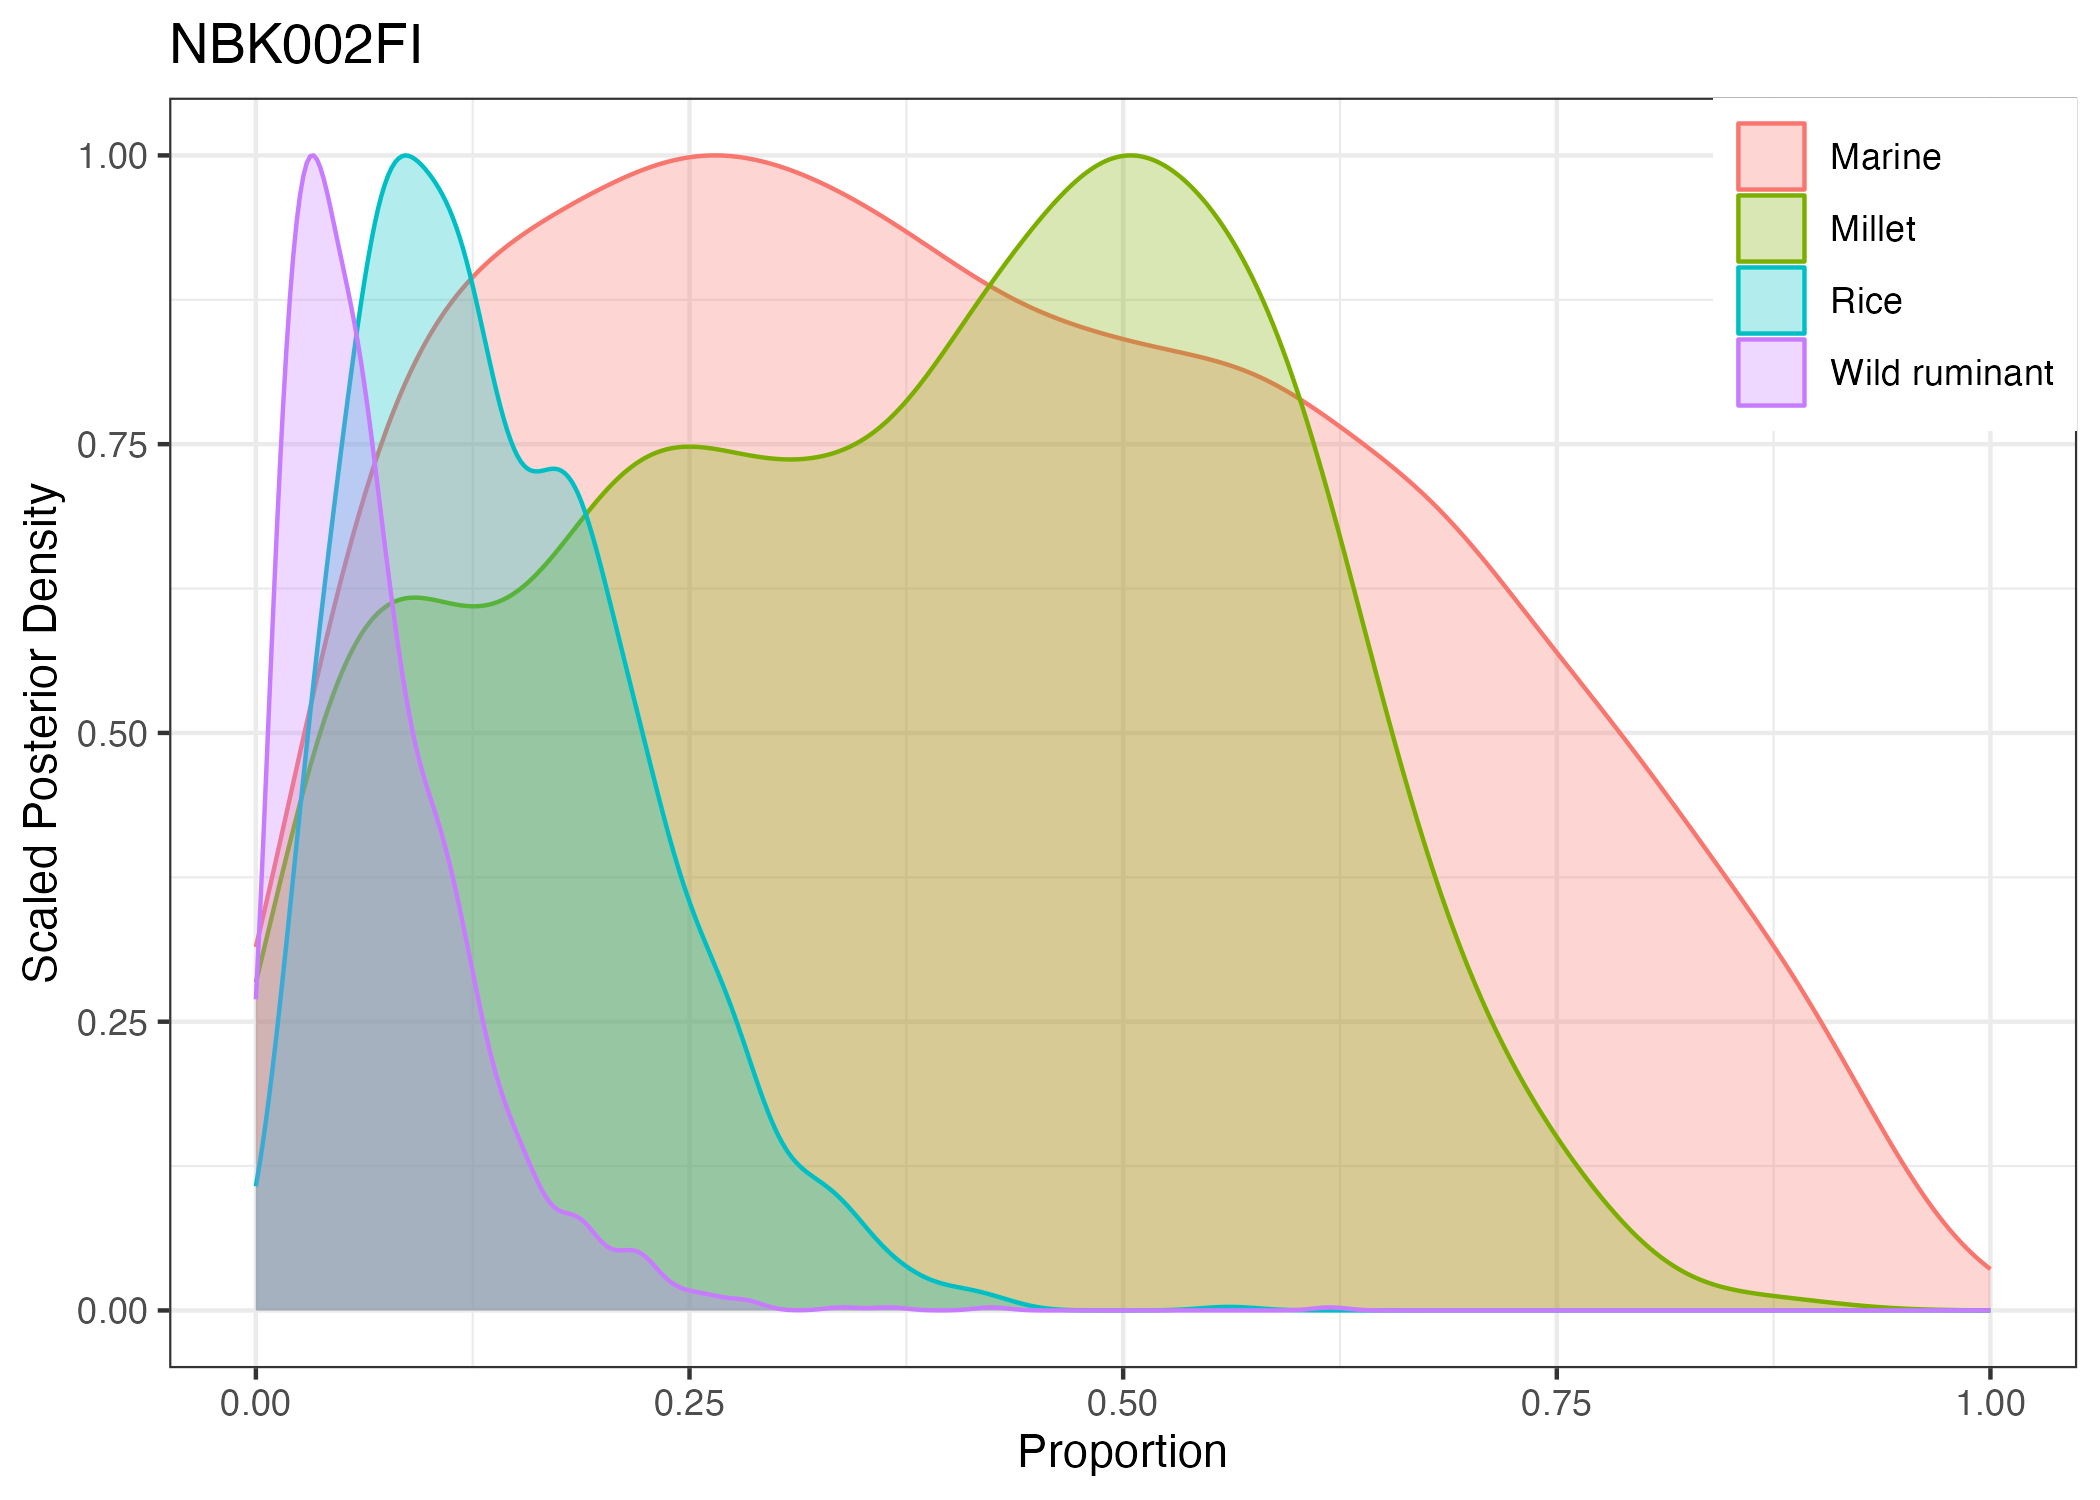 NBK002FI
Marine
Millet
Rice
Wild ruminant
Scaled Posterior Density
1.00
0.75
0.50
0.25
0.00
0.00 0.25 0.50 0.75 1.00
Proportion